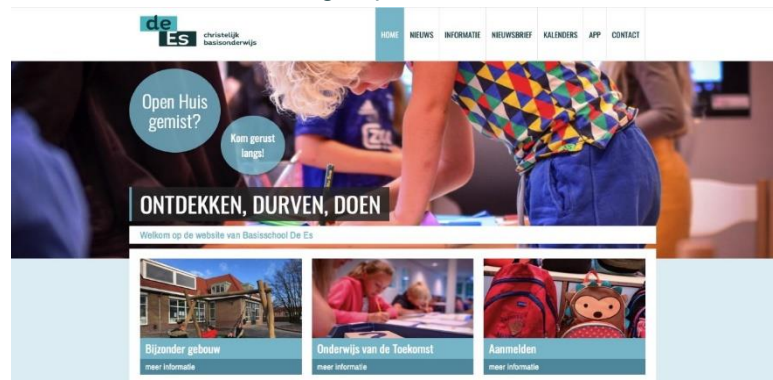 de
Es
christelijk
basisonderwijs
HOME NIEUWS INFORMATIE NIEUWSBRIEF KALENDERS APP CONTACT
Open Huis
gemist?
Kom gerust
langs!
ONTDEKKEN, DURVEN, DOEN
Welkom op de website van Basisschool De Es
Bijzonder gebouw
meer informatie
Onderwijs van de Toekomst
meer informatie
Aanmelden
meer informatie